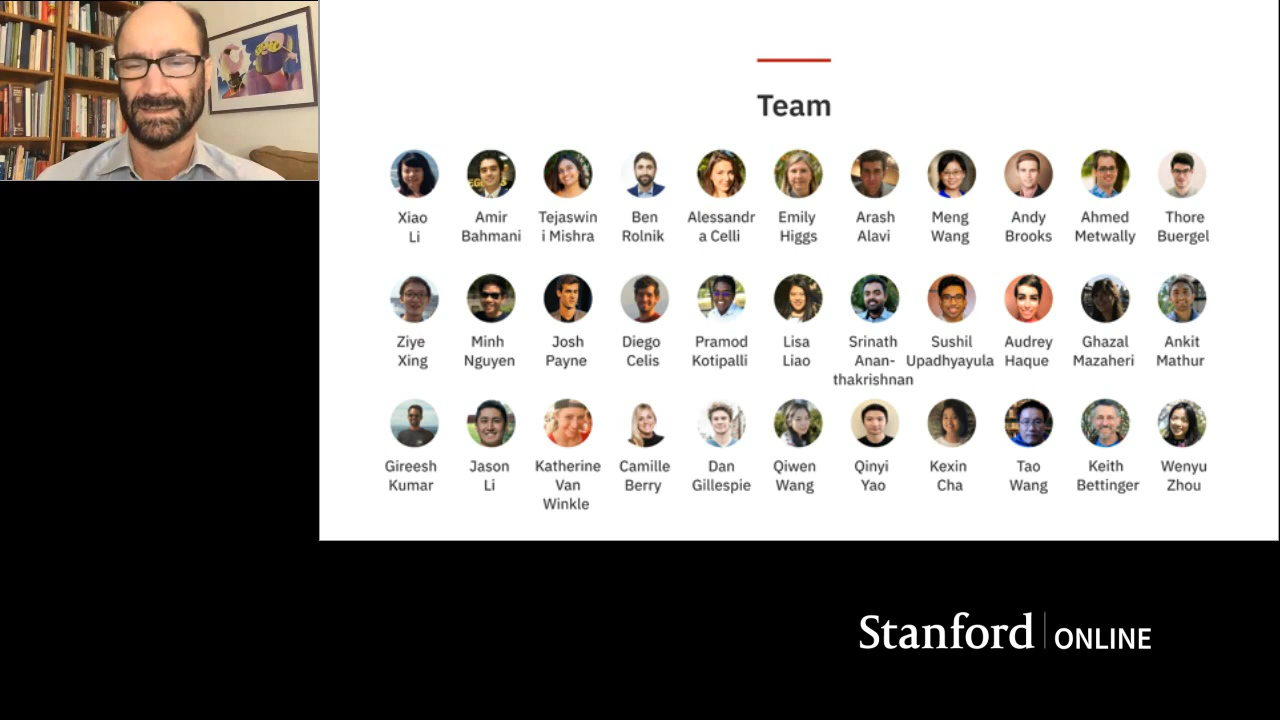 Team
Xiao Amir Tejaswin Ben Alessandr Emily Arash Meng Andy Ahmed Thore
Li Bahmani i Mishra Rolnik a Celli Higgs Alavi Wang Brooks Metwally Buergel
Ziye Minh Josh Diego Pramod Lisa Srinath Sushil Audrey Ghazal Ankit
Xing Nguyen Payne Celis Kotipalli Liao Anan- Upadhyayula Haque Mazaheri Mathur
thakrishnan
Gireesh Jason Katherine Camille Dan Qiwen Qinyi Kexin Tao Keith Wenyu
Kumar Li Van Berry Gillespie Wang Yao Cha Wang Bettinger Zhou
Winkle
Stanford ONLINE